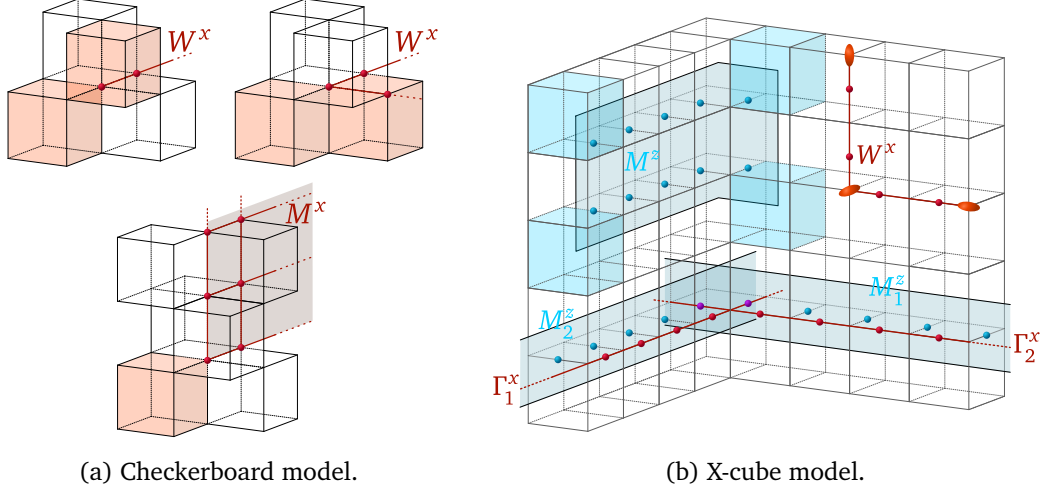 W^x
W^x
M^x
(a) Checkerboard model.
M^z
W^x
M_1^z
M_2^z
Γ_1^x
Γ_2^x
(b) X-cube model.